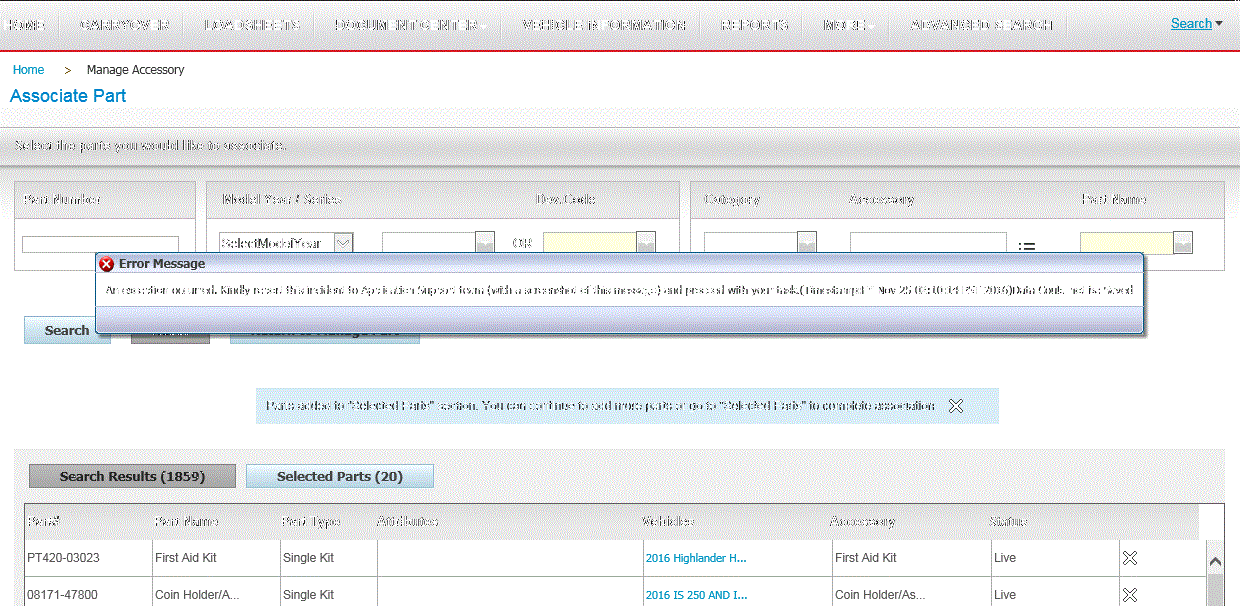 HOME CARRYOVER LOADSHEETS DOCUMENT CENTER VEHICLE INFORMATION REPORTS MORE ADVANCED SEARCH Search
Home > Manage Accessory
Associate Part
Select the parts you would like to associate.
Part Number Model Year / Series Dev. Code Category Accessory Part Name
SelectModelYear OR
Error Message
An exception occurred. Kindly report this incident to Application Support team (with a screenshot of this message) and proceed with your task.(Timestamp: Nov 25 2016)Data Could not be Saved
Search
Parts added to "Selected Parts" section. You can continue to add more parts or go to "Selected Parts" to complete association
Search Results (1859) Selected Parts (20)
Part# Part Name Part Type Attributes Vehicles Accessory Status
PT420-03023 First Aid Kit Single Kit 2016 Highlander H... First Aid Kit Live
08171-47800 Coin Holder/A... Single Kit 2016 IS 250 AND I... Coin Holder/As... Live